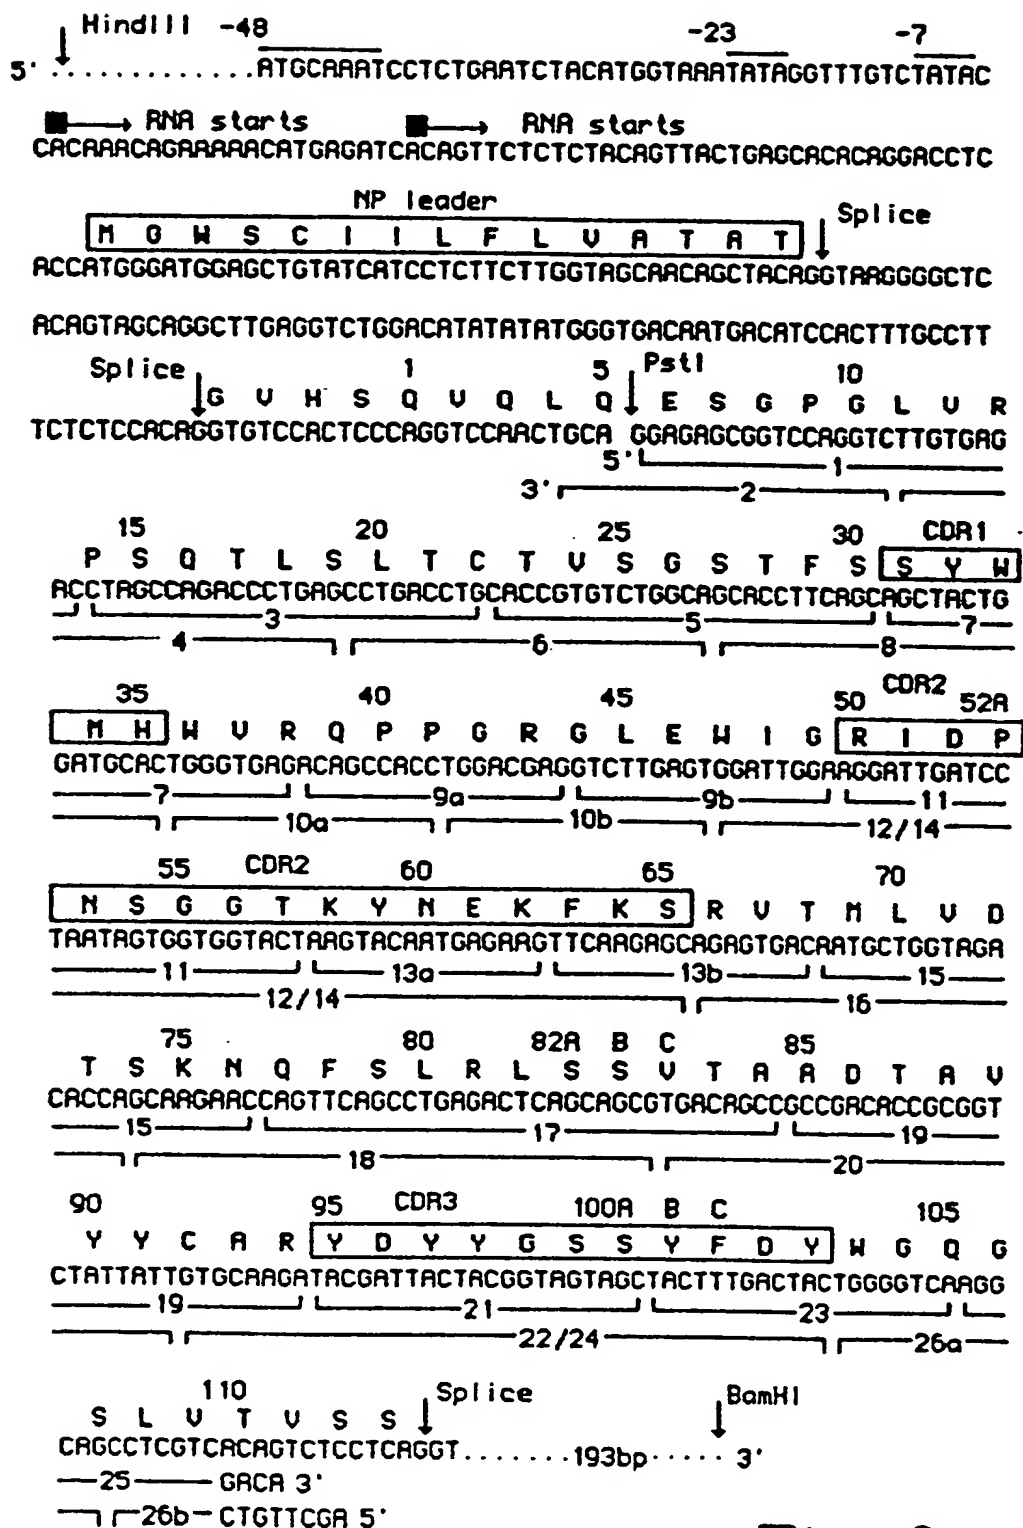 HindIII -48 -23 -7
5' .............ATGCAAATCCTCTGAATCTACATGGTAAATATAGGTTTGTCTATAC
RNA starts RNA starts
CACAAACAGAAAAACATGAGATCACAGTTCTCTCTACAGTTACTGAGCACACAGGACCTC
NP leader Splice
M G W S C I I L F L V A T A T
ACCATGGGATGGAGCTGTATCATCCTCTTCTTGGTAGCAACAGCTACAGGTAAGGGGCTC
ACAGTAGCAGGCTTGAGGTCTGGACATATATATGGGTGACAATGACATCCACTTTGCCTT
Splice 1 5 PstI 10
G V H S Q V Q L Q E S G P G L V R
TCTCTCCACAGGTGTCCACTCCCAGGTCCAACTGCA GGAGAGCGGTCCAGGTCTTGTGAG
5' 1
3' 2
15 20 25 30 CDR1
P S Q T L S L T C T V S G S T F S S Y W
ACCTAGCCAGACCCTGAGCCTGACCTGCACCGTGTCTGGCAGCACCTTCAGCAGCTACTG
3 5 7
4 6 8
35 40 45 50 CDR2 52A
M H W V R Q P P G R G L E W I G R I D P
GATGCACTGGGTGAGACAGCCACCTGGACGAGGTCTTGAGTGGATTGGAAGGATTGATCC
7 9a 9b 11
10a 10b 12/14
55 CDR2 60 65 70
N S G G T K Y N E K F K S R V T M L V D
TAATAGTGGTGGTACTAAGTACAATGAGAAGTTCAAGAGCAGAGTGACAATGCTGGTAGA
11 13a 13b 15
12/14 16
75 80 82A B C 85
T S K N Q F S L R L S S V T A A D T A V
CACCAGCAAGAACCAGTTCAGCCTGAGACTCAGCAGCGTGACAGCCGCCGACACCGCGGT
15 17 19
18 20
90 95 CDR3 100A B C 105
Y Y C A R Y D Y Y G S S Y F D Y W G Q G
CTATTATTGTGCAAGATACGATTACTACGGTAGTAGCTACTTTGACTACTGGGGTCAAGG
19 21 23
22/24 26a
110 Splice BamHI
S L V T V S S
CAGCCTCGTCACAGTCTCCTCAGGT.......193bp..... 3'
25 GACA 3'
26b CTGTTCGA 5'